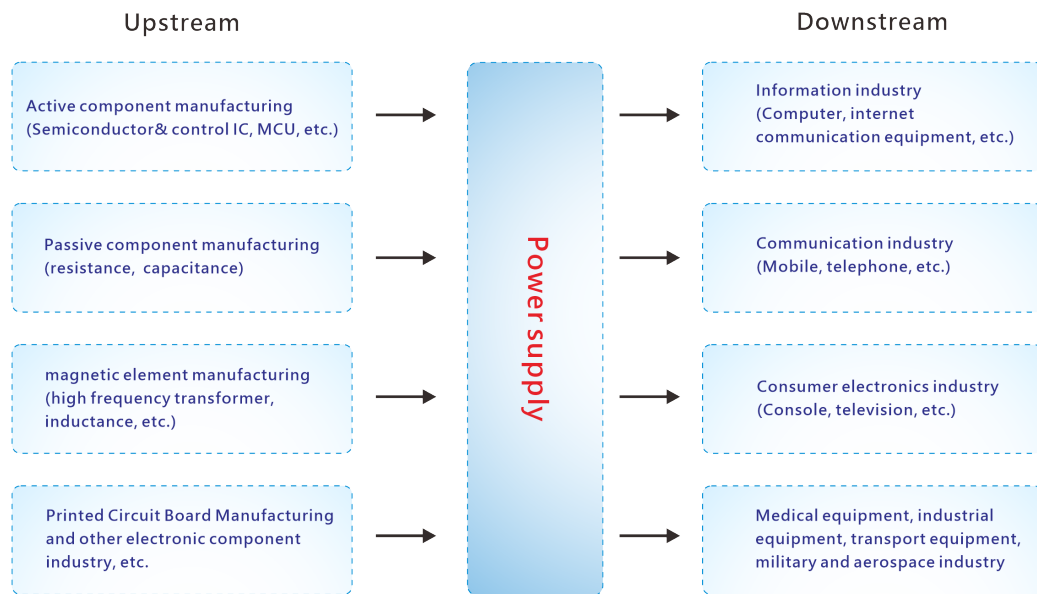 Upstream
Downstream
Active component manufacturing
(Semiconductor& control IC, MCU, etc.)
Passive component manufacturing
(resistance, capacitance)
magnetic element manufacturing
(high frequency transformer,
inductance, etc.)
Printed Circuit Board Manufacturing
and other electronic component
industry, etc.
Power supply
Information industry
(Computer, internet
communication equipment, etc.)
Communication industry
(Mobile, telephone, etc.)
Consumer electronics industry
(Console, television, etc.)
Medical equipment, industrial
equipment, transport equipment,
military and aerospace industry